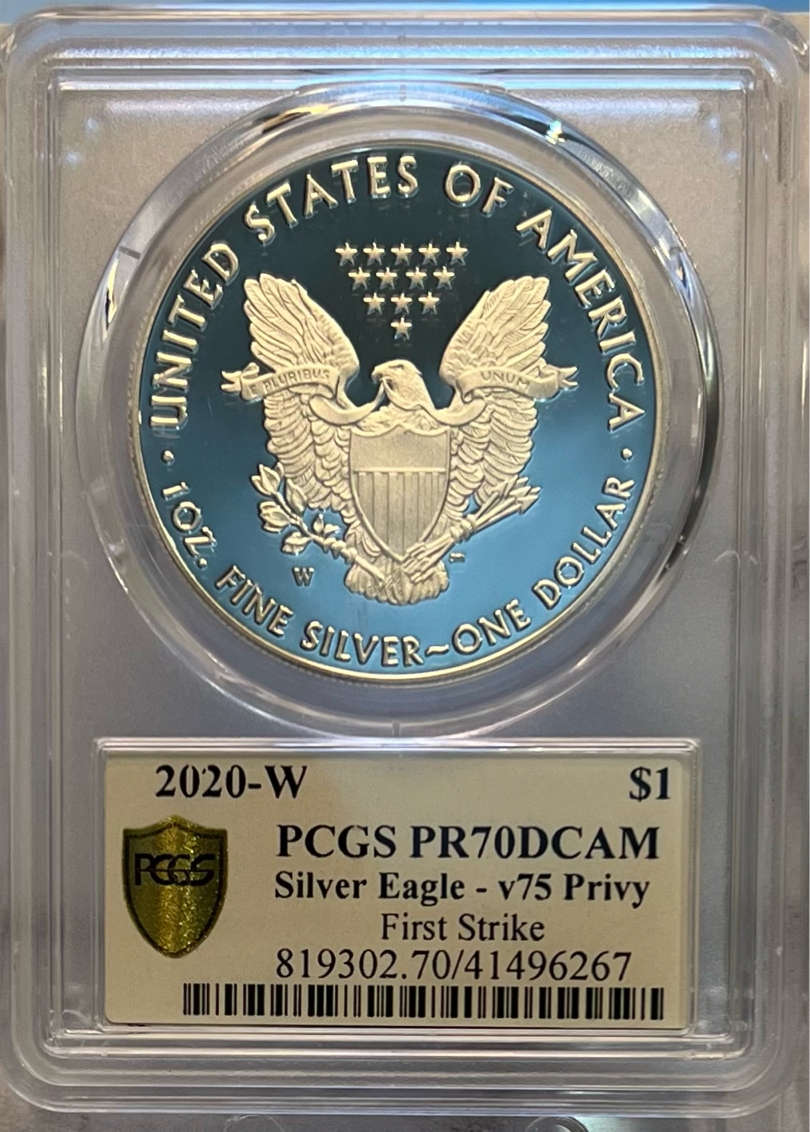 UNITED STATES OF AMERICA
E PLURIBUS UNUM
W
· 1 OZ. FINE SILVER~ONE DOLLAR ·
2020-W $1
PCGS
PCGS PR70DCAM
Silver Eagle - v75 Privy
First Strike
819302.70/41496267